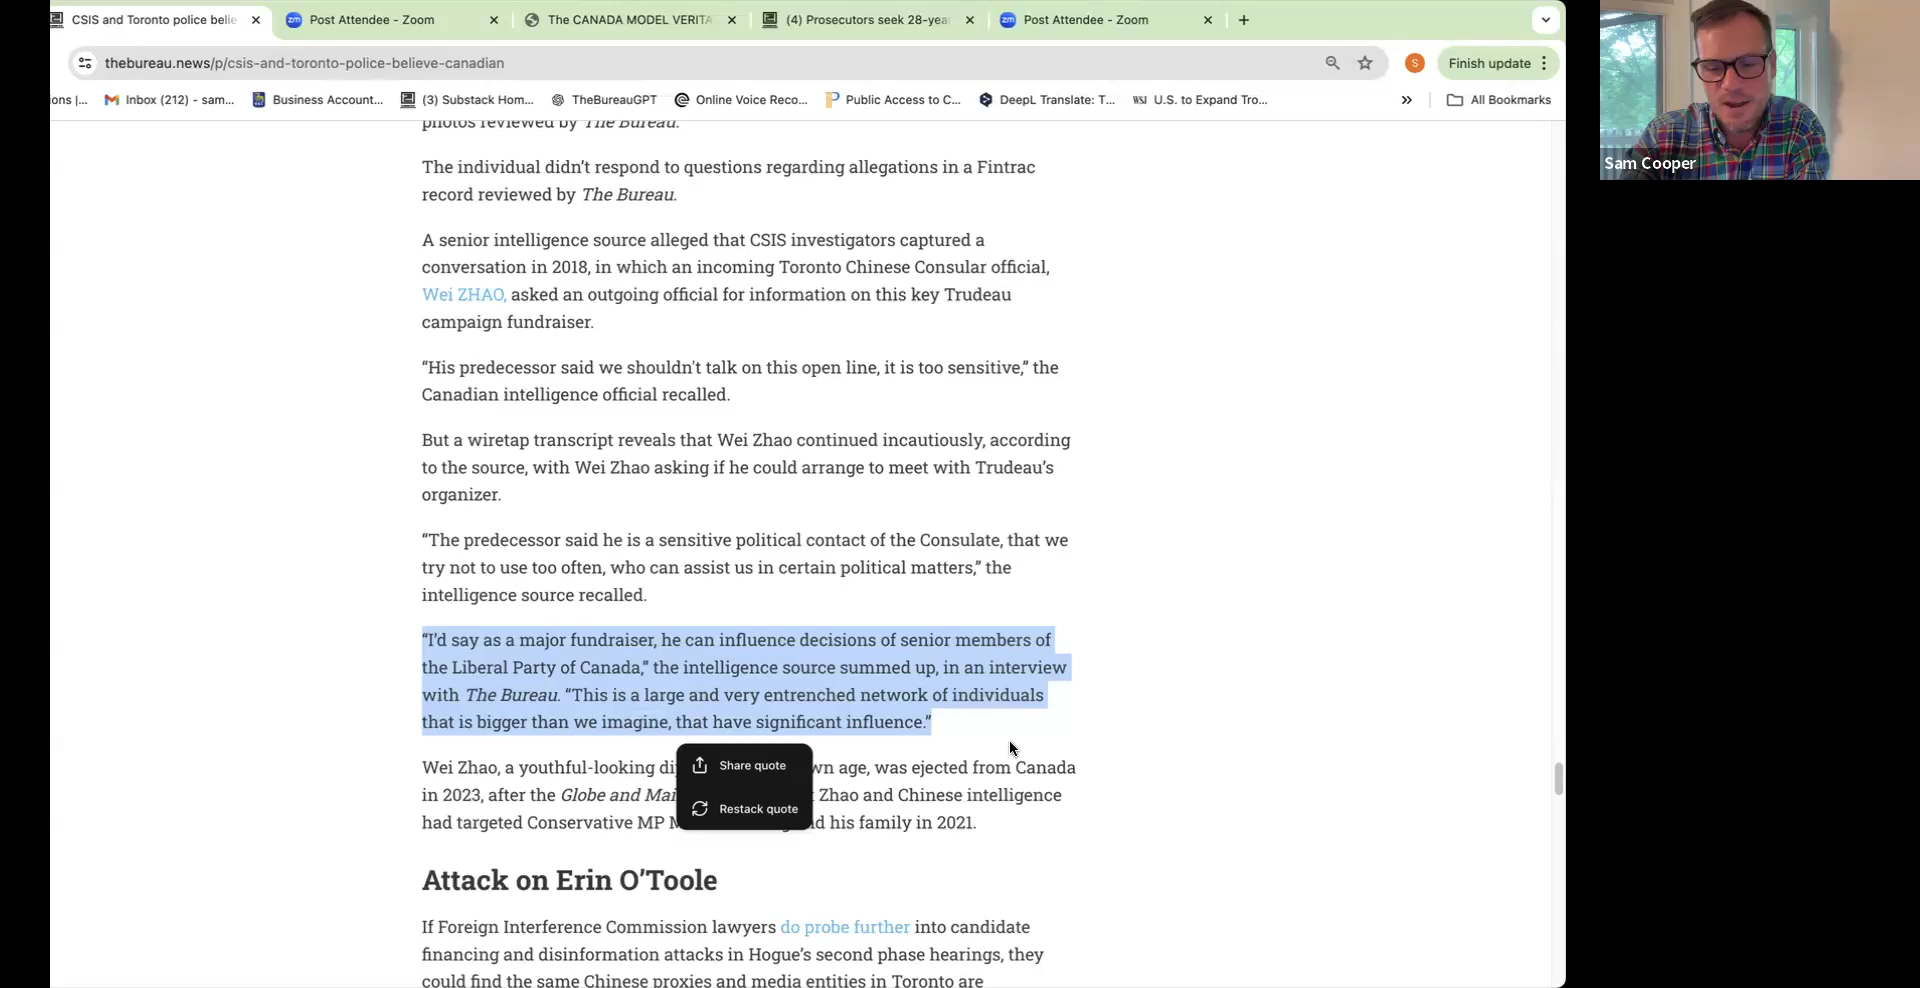 CSIS and Toronto police belie
Post Attendee - Zoom
The CANADA MODEL VERITA
(4) Prosecutors seek 28-yea
Post Attendee - Zoom
thebureau.news/p/csis-and-toronto-police-believe-canadian
S
Finish update
ions |...
Inbox (212) - sam...
Business Account...
(3) Substack Hom...
TheBureauGPT
Online Voice Reco...
Public Access to C...
DeepL Translate: T...
WSJ
U.S. to Expand Tro...
»
All Bookmarks
photos reviewed by The Bureau.
The individual didn’t respond to questions regarding allegations in a Fintrac
record reviewed by The Bureau.
A senior intelligence source alleged that CSIS investigators captured a
conversation in 2018, in which an incoming Toronto Chinese Consular official,
Wei ZHAO, asked an outgoing official for information on this key Trudeau
campaign fundraiser.
“His predecessor said we shouldn't talk on this open line, it is too sensitive,” the
Canadian intelligence official recalled.
But a wiretap transcript reveals that Wei Zhao continued incautiously, according
to the source, with Wei Zhao asking if he could arrange to meet with Trudeau’s
organizer.
“The predecessor said he is a sensitive political contact of the Consulate, that we
try not to use too often, who can assist us in certain political matters,” the
intelligence source recalled.
“I’d say as a major fundraiser, he can influence decisions of senior members of
the Liberal Party of Canada,” the intelligence source summed up, in an interview
with The Bureau. “This is a large and very entrenched network of individuals
that is bigger than we imagine, that have significant influence.”
Wei Zhao, a youthful-looking di wn age, was ejected from Canada
in 2023, after the Globe and Mai Zhao and Chinese intelligence
had targeted Conservative MP d his family in 2021.
Share quote
Restack quote
Attack on Erin O’Toole
If Foreign Interference Commission lawyers do probe further into candidate
financing and disinformation attacks in Hogue’s second phase hearings, they
could find the same Chinese proxies and media entities in Toronto are
Sam Cooper